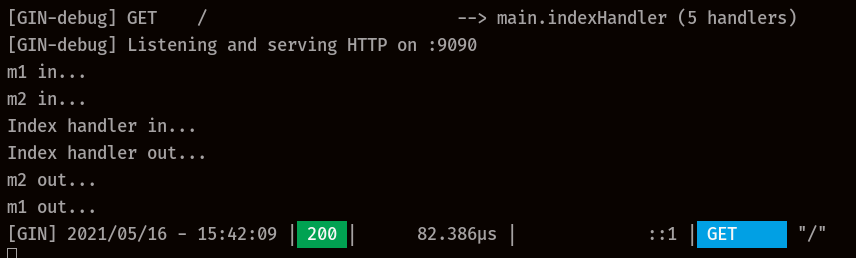 [GIN-debug] GET    /                         --> main.indexHandler (5 handlers)
[GIN-debug] Listening and serving HTTP on :9090
m1 in...
m2 in...
Index handler in...
Index handler out...
m2 out...
m1 out...
[GIN] 2021/05/16 - 15:42:09 | 200 |      82.386µs |             ::1 | GET      "/"